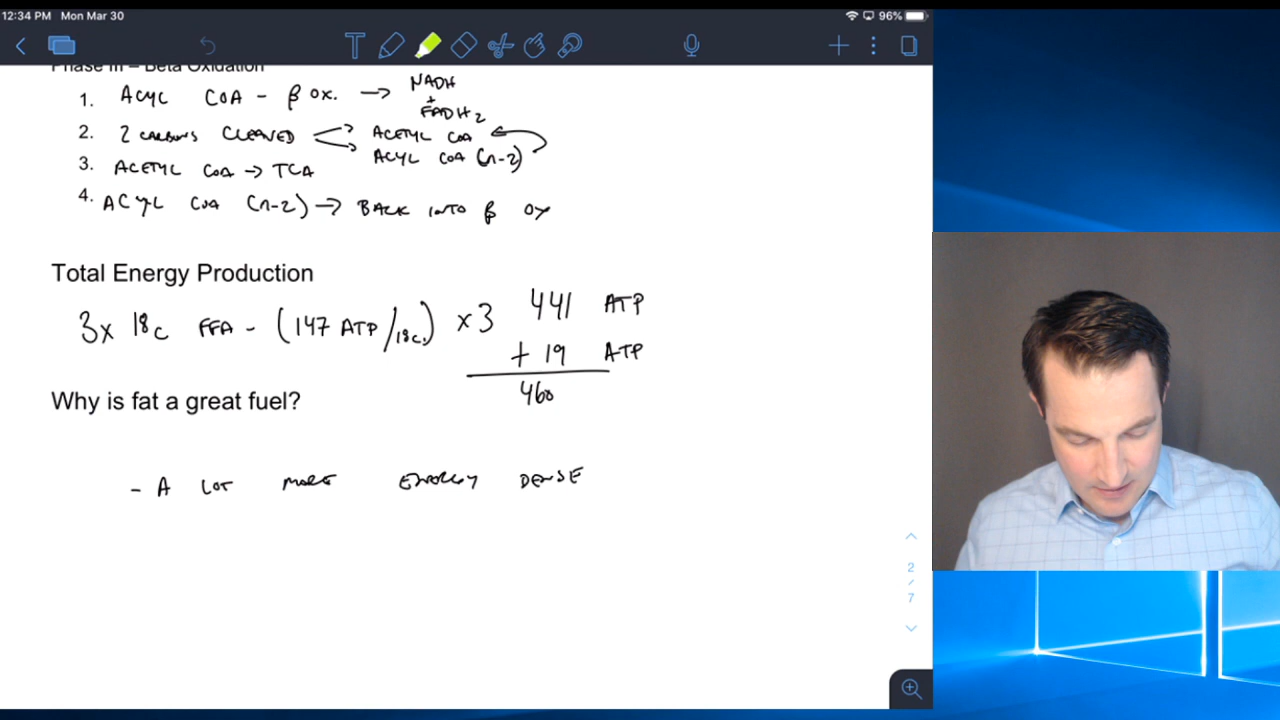 12:34 PM Mon Mar 30
96%
Phase III – Beta Oxidation
1. ACYL COA - β OX. → NADH
+
FADH2
2. 2 CARBONS CLEAVED ACETYL COA
ACYL COA (n-2)
3. ACETYL COA → TCA
4. ACYL COA (n-2) → BACK INTO β OX
Total Energy Production
3x 18c FFA - (147 ATP/18c.) x3 441 ATP
+ 19 ATP
460
Why is fat a great fuel?
- A LOT MORE ENERGY DENSE
2
/
7